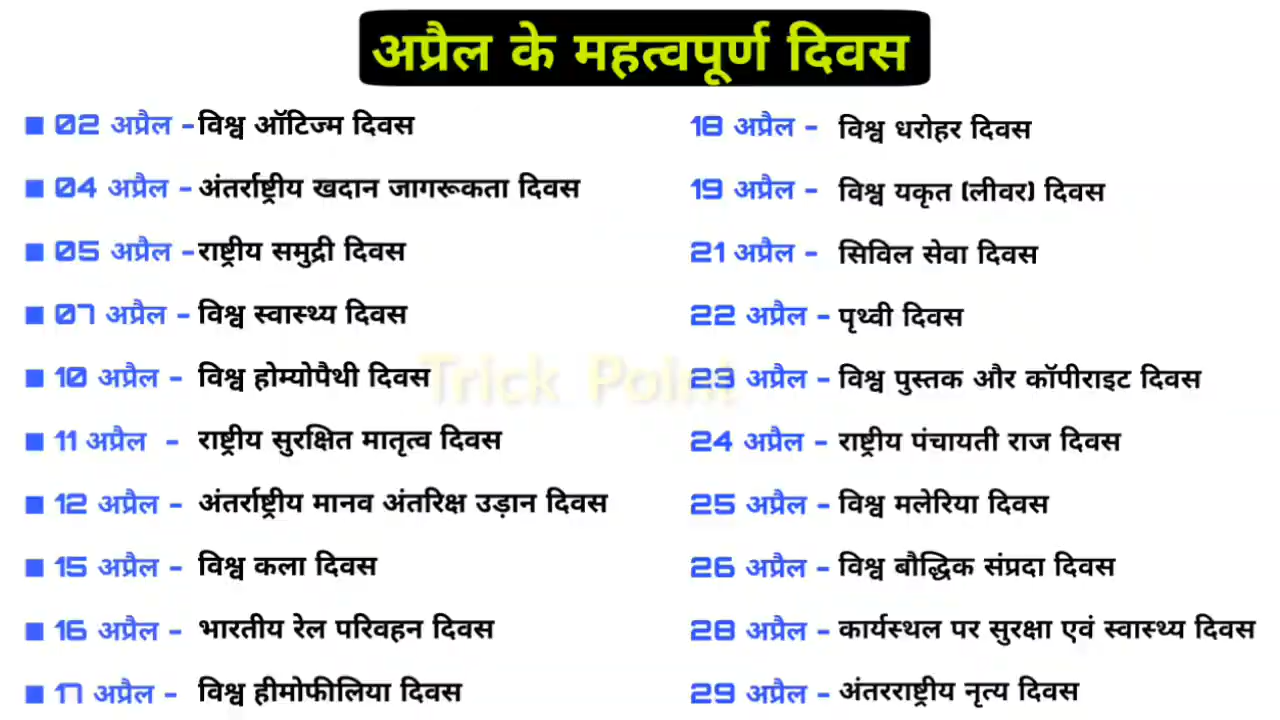 अप्रैल के महत्वपूर्ण दिवस
02 अप्रैल - विश्व ऑटिज्म दिवस
04 अप्रैल - अंतर्राष्ट्रीय खदान जागरूकता दिवस
05 अप्रैल - राष्ट्रीय समुद्री दिवस
07 अप्रैल - विश्व स्वास्थ्य दिवस
10 अप्रैल - विश्व होम्योपैथी दिवस
11 अप्रैल - राष्ट्रीय सुरक्षित मातृत्व दिवस
12 अप्रैल - अंतर्राष्ट्रीय मानव अंतरिक्ष उड़ान दिवस
15 अप्रैल - विश्व कला दिवस
16 अप्रैल - भारतीय रेल परिवहन दिवस
17 अप्रैल - विश्व हीमोफीलिया दिवस
18 अप्रैल - विश्व धरोहर दिवस
19 अप्रैल - विश्व यकृत (लीवर) दिवस
21 अप्रैल - सिविल सेवा दिवस
22 अप्रैल - पृथ्वी दिवस
23 अप्रैल - विश्व पुस्तक और कॉपीराइट दिवस
24 अप्रैल - राष्ट्रीय पंचायती राज दिवस
25 अप्रैल - विश्व मलेरिया दिवस
26 अप्रैल - विश्व बौद्धिक संप्रदा दिवस
28 अप्रैल - कार्यस्थल पर सुरक्षा एवं स्वास्थ्य दिवस
29 अप्रैल - अंतरराष्ट्रीय नृत्य दिवस
Trick Point